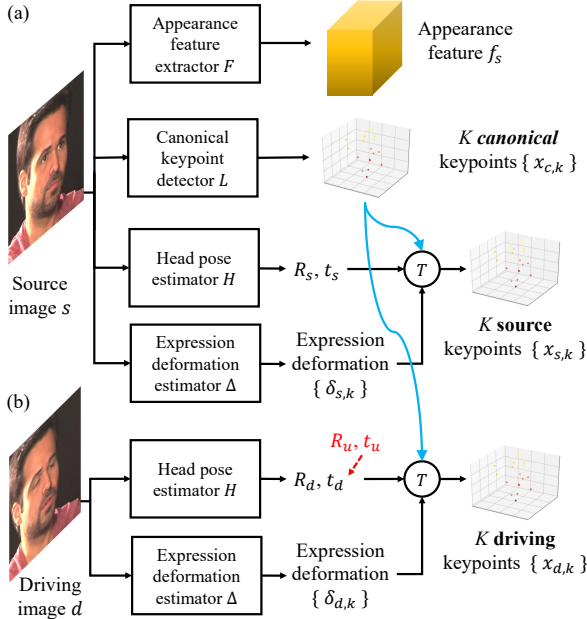 (a)
Appearance
feature
extractor F
Appearance
feature f_s
Canonical
keypoint
detector L
K canonical
keypoints { x_{c,k} }
Head pose
estimator H
R_s, t_s
T
Source
image s
K source
keypoints { x_{s,k} }
Expression
deformation
estimator Δ
Expression
deformation
{ δ_{s,k} }
(b)
R_u, t_u
Head pose
estimator H
R_d, t_d
T
K driving
keypoints { x_{d,k} }
Expression
deformation
estimator Δ
Expression
deformation
{ δ_{d,k} }
Driving
image d